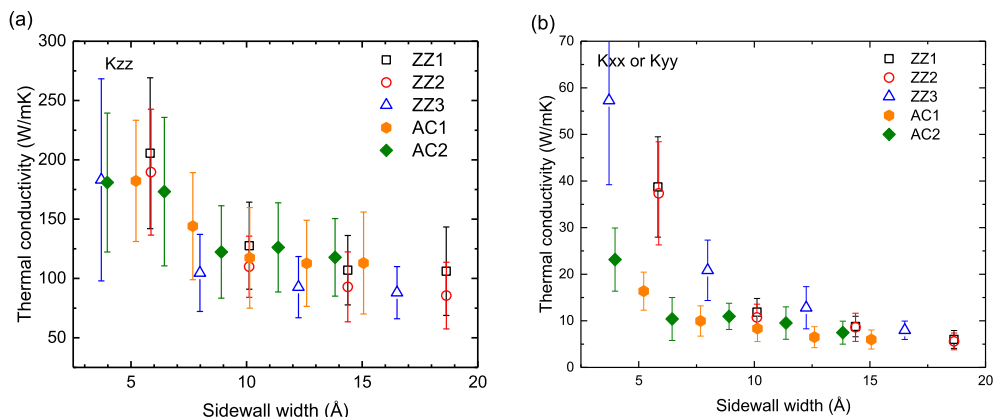 (a)
300
250
200
150
100
50
Thermal conductivity (W/mK)
Kzz
ZZ1
ZZ2
ZZ3
AC1
AC2
5
10
15
20
Sidewall width (Å)
(b)
70
60
50
40
30
20
10
0
Thermal conductivity (W/mK)
Kxx or Kyy
ZZ1
ZZ2
ZZ3
AC1
AC2
5
10
15
20
Sidewall width (Å)